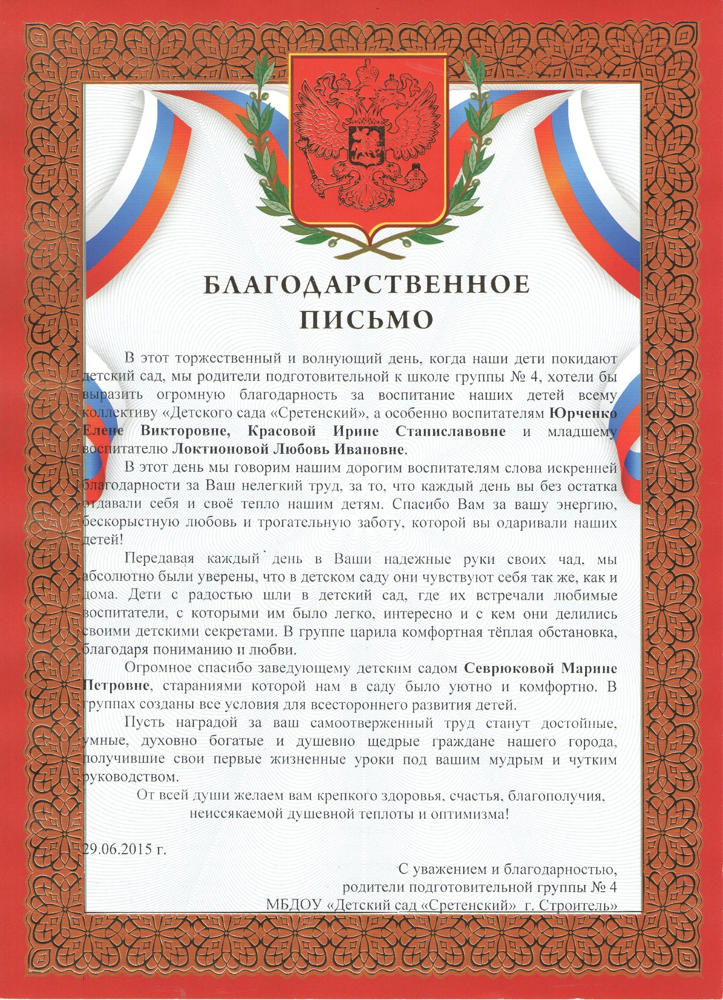 БЛАГОДАРСТВЕННОЕ
ПИСЬМО
В этот торжественный и волнующий день, когда наши дети покидают
детский сад, мы родители подготовительной к школе группы № 4, хотели бы
выразить огромную благодарность за воспитание наших детей всему
коллективу «Детского сада «Сретенский», а особенно воспитателям Юрченко
Елене Викторовне, Красовой Ирине Станиславовне и младшему
воспитателю Локтионовой Любовь Ивановне.
В этот день мы говорим нашим дорогим воспитателям слова искренней
благодарности за Ваш нелегкий труд, за то, что каждый день вы без остатка
отдавали себя и своё тепло нашим детям. Спасибо Вам за вашу энергию,
бескорыстную любовь и трогательную заботу, которой вы одаривали наших
детей!
Передавая каждый день в Ваши надежные руки своих чад, мы
абсолютно были уверены, что в детском саду они чувствуют себя так же, как и
дома. Дети с радостью шли в детский сад, где их встречали любимые
воспитатели, с которыми им было легко, интересно и с кем они делились
своими детскими секретами. В группе царила комфортная тёплая обстановка,
благодаря пониманию и любви.
Огромное спасибо заведующему детским садом Севрюковой Марине
Петровне, стараниями которой нам в саду было уютно и комфортно. В
группах созданы все условия для всестороннего развития детей.
Пусть наградой за ваш самоотверженный труд станут достойные,
умные, духовно богатые и душевно щедрые граждане нашего города,
получившие свои первые жизненные уроки под вашим мудрым и чутким
руководством.
От всей души желаем вам крепкого здоровья, счастья, благополучия,
неиссякаемой душевной теплоты и оптимизма!
29.06.2015 г.
С уважением и благодарностью,
родители подготовительной группы № 4
МБДОУ «Детский сад «Сретенский» г. Строитель»